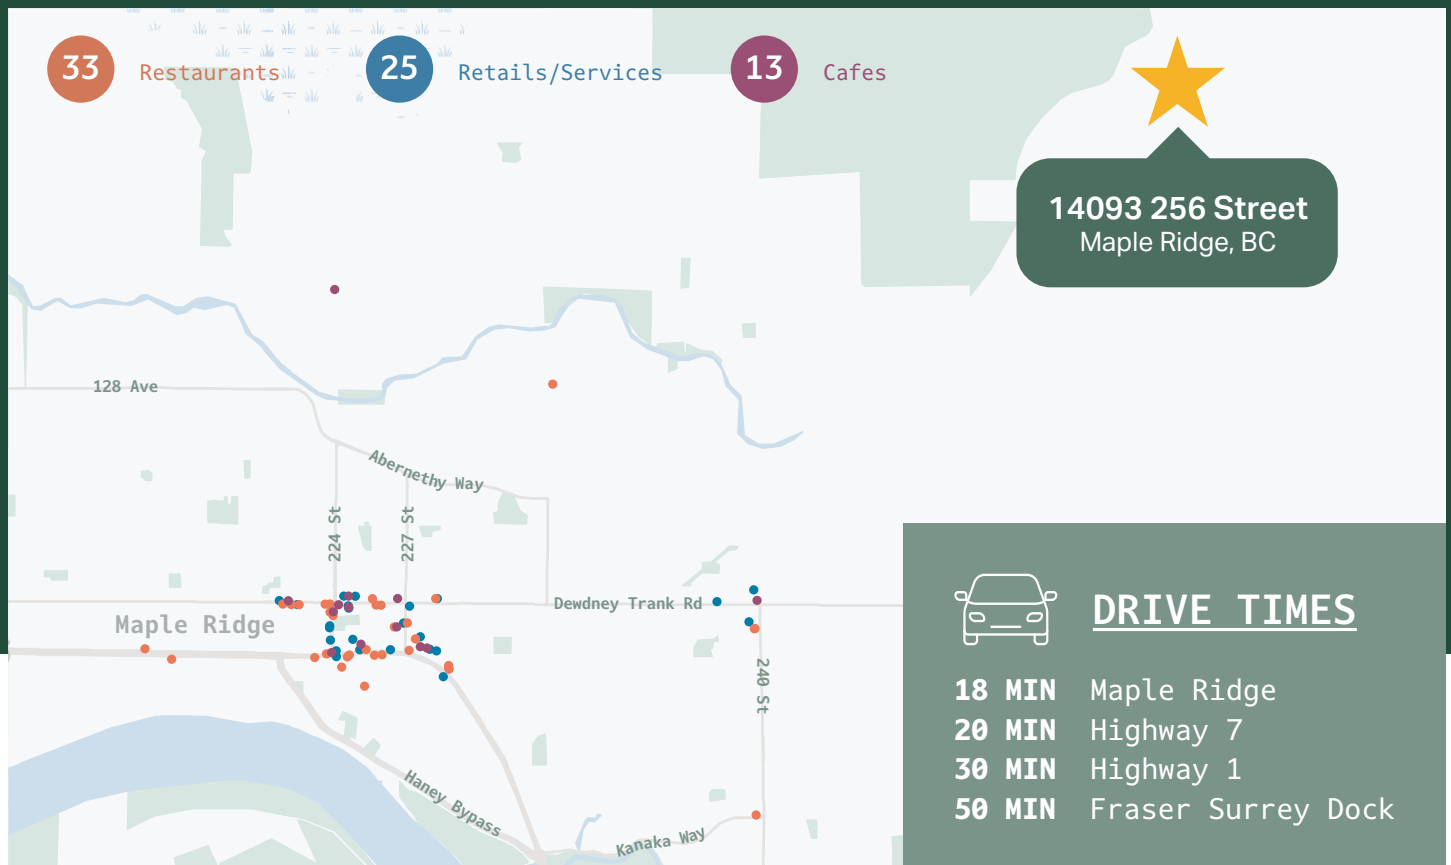 33 Restaurants
25 Retails/Services
13 Cafes
14093 256 Street
Maple Ridge, BC
128 Ave
Abernethy Way
224 St
227 St
Dewdney Trank Rd
Maple Ridge
240 St
Haney Bypass
Kanaka Way
DRIVE TIMES
18 MIN Maple Ridge
20 MIN Highway 7
30 MIN Highway 1
50 MIN Fraser Surrey Dock